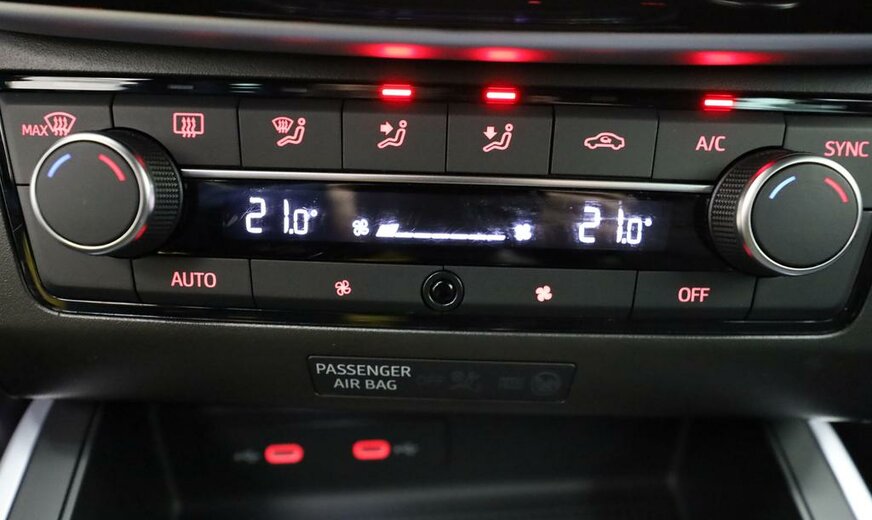 MAX
A/C
SYNC
21.0°
21.0°
AUTO
OFF
PASSENGER
AIR BAG